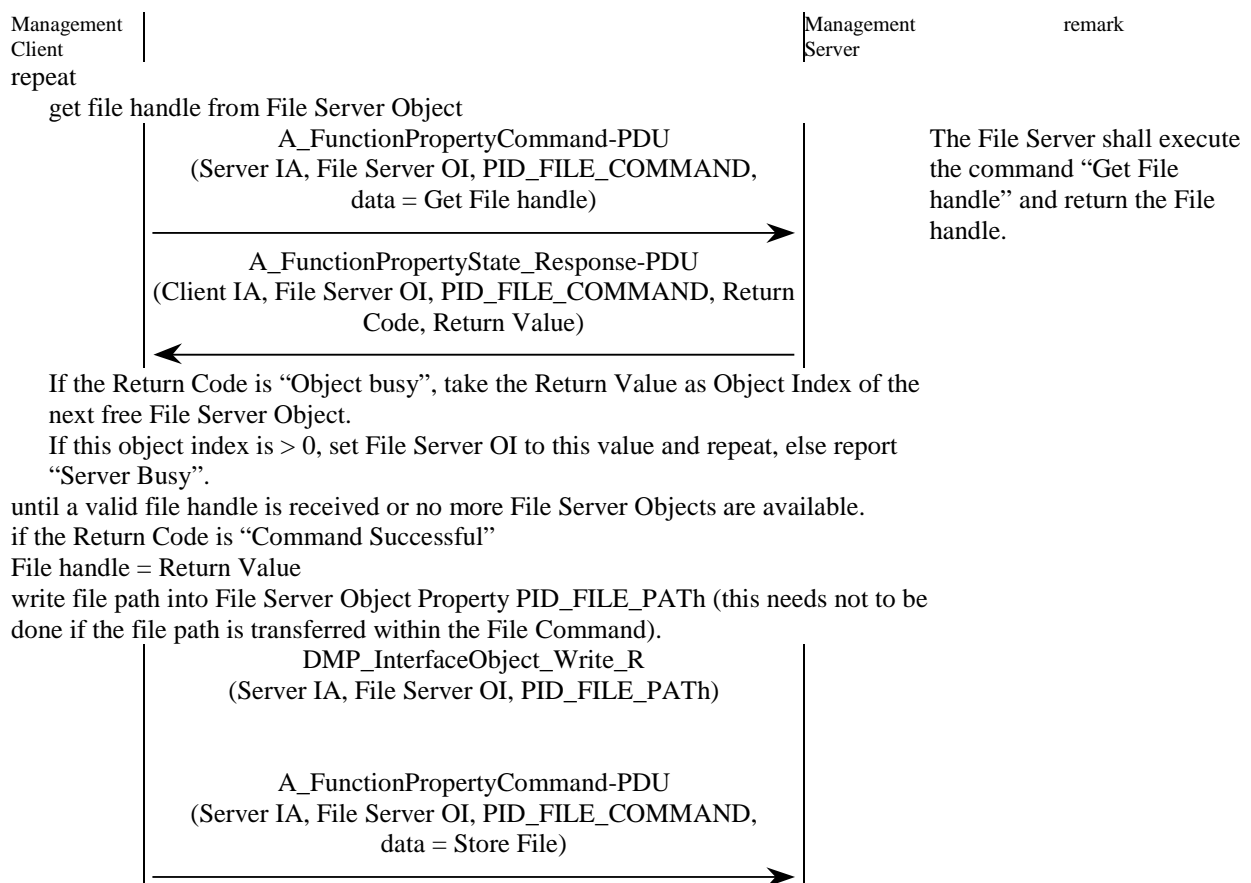 Management Client
Management Server
remark
repeat
get file handle from File Server Object
A_FunctionPropertyCommand-PDU
(Server IA, File Server OI, PID_FILE_COMMAND,
data = Get File handle)
The File Server shall execute
the command “Get File
handle” and return the File
handle.
A_FunctionPropertyState_Response-PDU
(Client IA, File Server OI, PID_FILE_COMMAND, Return
Code, Return Value)
If the Return Code is “Object busy”, take the Return Value as Object Index of the
next free File Server Object.
If this object index is > 0, set File Server OI to this value and repeat, else report
“Server Busy”.
until a valid file handle is received or no more File Server Objects are available.
if the Return Code is “Command Successful”
File handle = Return Value
write file path into File Server Object Property PID_FILE_PATh (this needs not to be
done if the file path is transferred within the File Command).
DMP_InterfaceObject_Write_R
(Server IA, File Server OI, PID_FILE_PATh)
A_FunctionPropertyCommand-PDU
(Server IA, File Server OI, PID_FILE_COMMAND,
data = Store File)